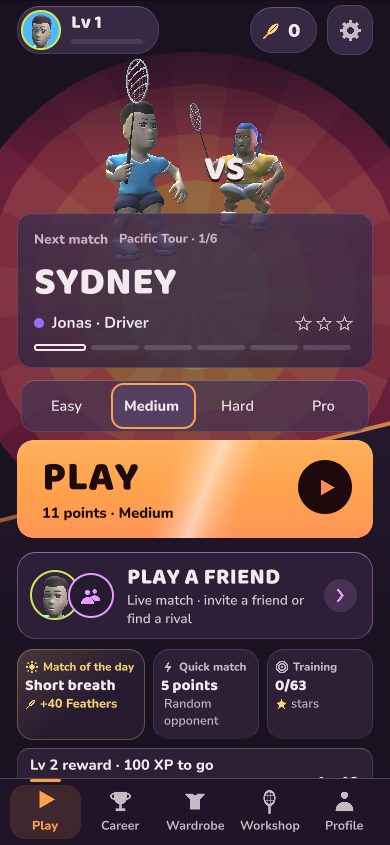 Lv 1
0
VS
Next match Pacific Tour · 1/6
SYDNEY
Jonas · Driver
Easy
Medium
Hard
Pro
PLAY
11 points · Medium
PLAY A FRIEND
Live match · invite a friend or
find a rival
Match of the day
Short breath
+40 Feathers
Quick match
5 points
Random
opponent
Training
0/63
stars
Lv 2 reward · 100 XP to go
Play
Career
Wardrobe
Workshop
Profile